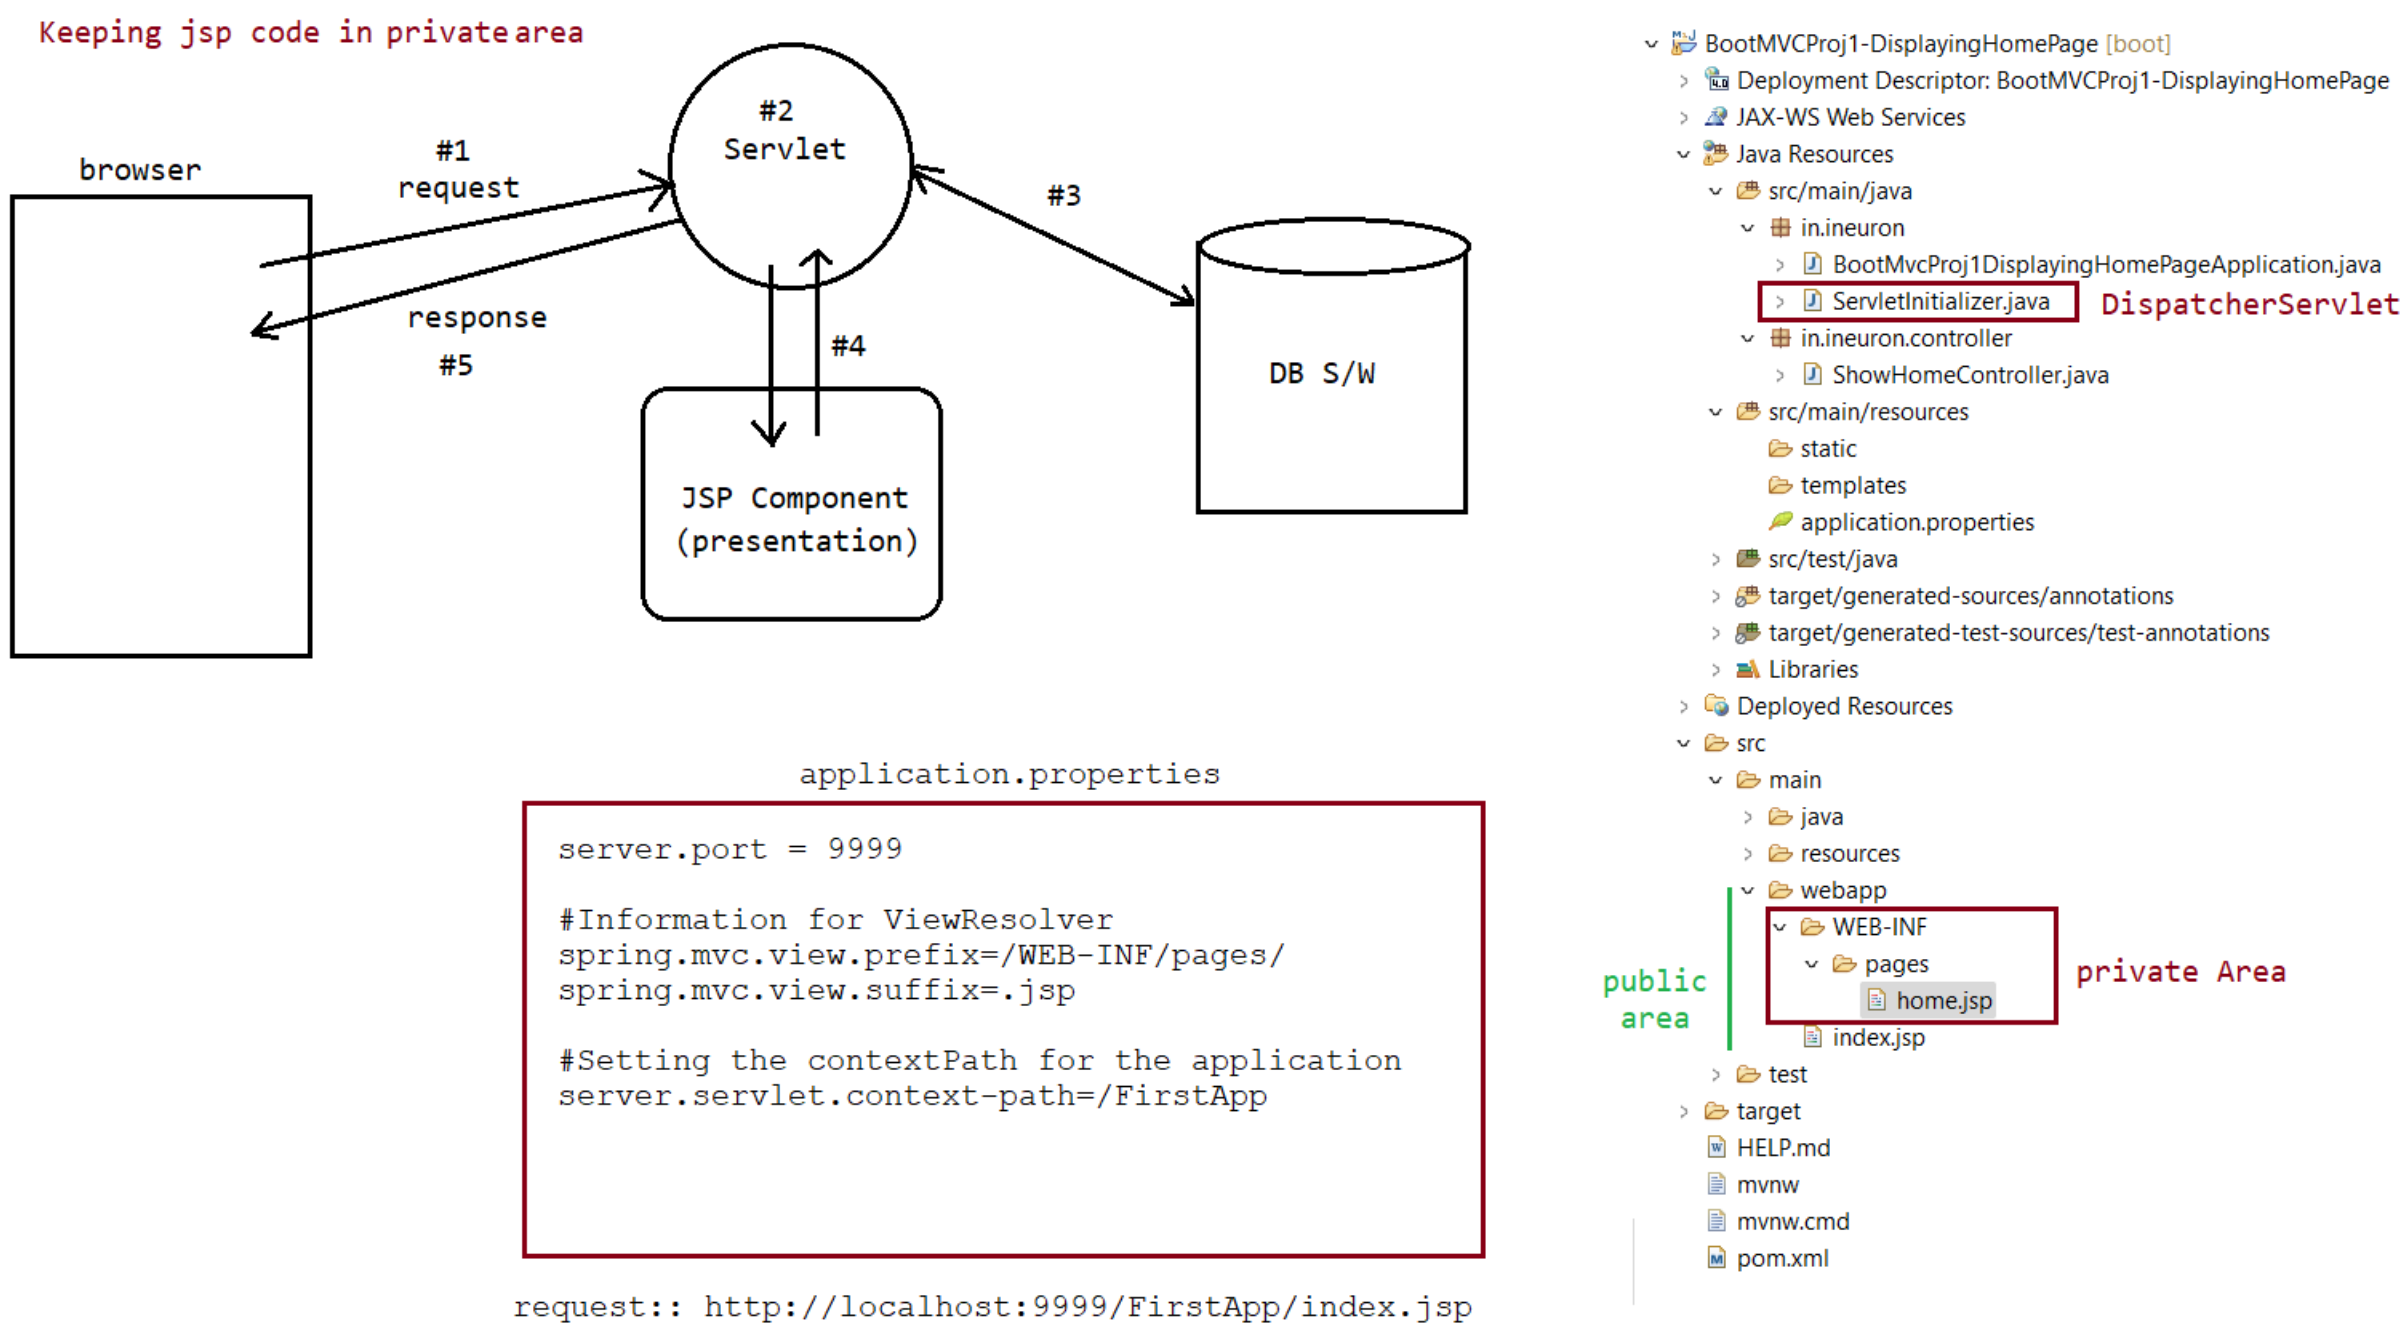 Keeping jsp code in private area
browser
#1
request
#2
Servlet
#3
response
#5
#4
JSP Component
(presentation)
DB S/W
application.properties
server.port = 9999
#Information for ViewResolver
spring.mvc.view.prefix=/WEB-INF/pages/
spring.mvc.view.suffix=.jsp
#Setting the contextPath for the application
server.servlet.context-path=/FirstApp
request:: http://localhost:9999/FirstApp/index.jsp
BootMVCProj1-DisplayingHomePage [boot]
Deployment Descriptor: BootMVCProj1-DisplayingHomePage
JAX-WS Web Services
Java Resources
src/main/java
in.ineuron
BootMvcProj1DisplayingHomePageApplication.java
ServletInitializer.java DispatcherServlet
in.ineuron.controller
ShowHomeController.java
src/main/resources
static
templates
application.properties
src/test/java
target/generated-sources/annotations
target/generated-test-sources/test-annotations
Libraries
Deployed Resources
src
main
java
resources
webapp
WEB-INF
pages
home.jsp
index.jsp
public
area
private Area
test
target
HELP.md
mvnw
mvnw.cmd
pom.xml